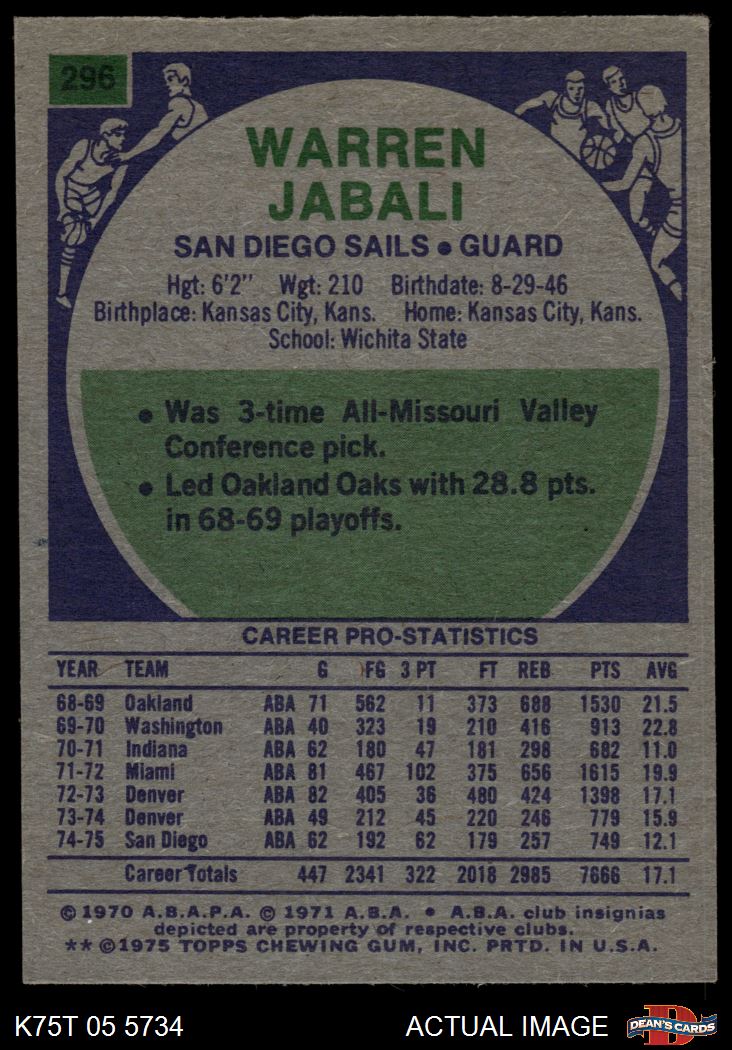 296
WARREN
JABALI
SAN DIEGO SAILS • GUARD
Hgt: 6'2" Wgt: 210 Birthdate: 8-29-46
Birthplace: Kansas City, Kans. Home: Kansas City, Kans.
School: Wichita State
• Was 3-time All-Missouri Valley
Conference pick.
• Led Oakland Oaks with 28.8 pts.
in 68-69 playoffs.
CAREER PRO-STATISTICS
YEAR TEAM G FG 3 PT FT REB PTS AVG
68-69 Oakland ABA 71 562 11 373 688 1530 21.5
69-70 Washington ABA 40 323 19 210 416 913 22.8
70-71 Indiana ABA 62 180 47 181 298 682 11.0
71-72 Miami ABA 81 467 102 375 656 1615 19.9
72-73 Denver ABA 82 405 36 480 424 1398 17.1
73-74 Denver ABA 49 212 45 220 246 779 15.9
74-75 San Diego ABA 62 192 62 179 257 749 12.1
Career Totals 447 2341 322 2018 2985 7666 17.1
© 1970 A.B.A.P.A. © 1971 A.B.A. • A.B.A. club insignias
depicted are property of respective clubs.
** © 1975 TOPPS CHEWING GUM, INC. PRTD. IN U.S.A.
K75T 05 5734 ACTUAL IMAGE DEAN'S CARDS